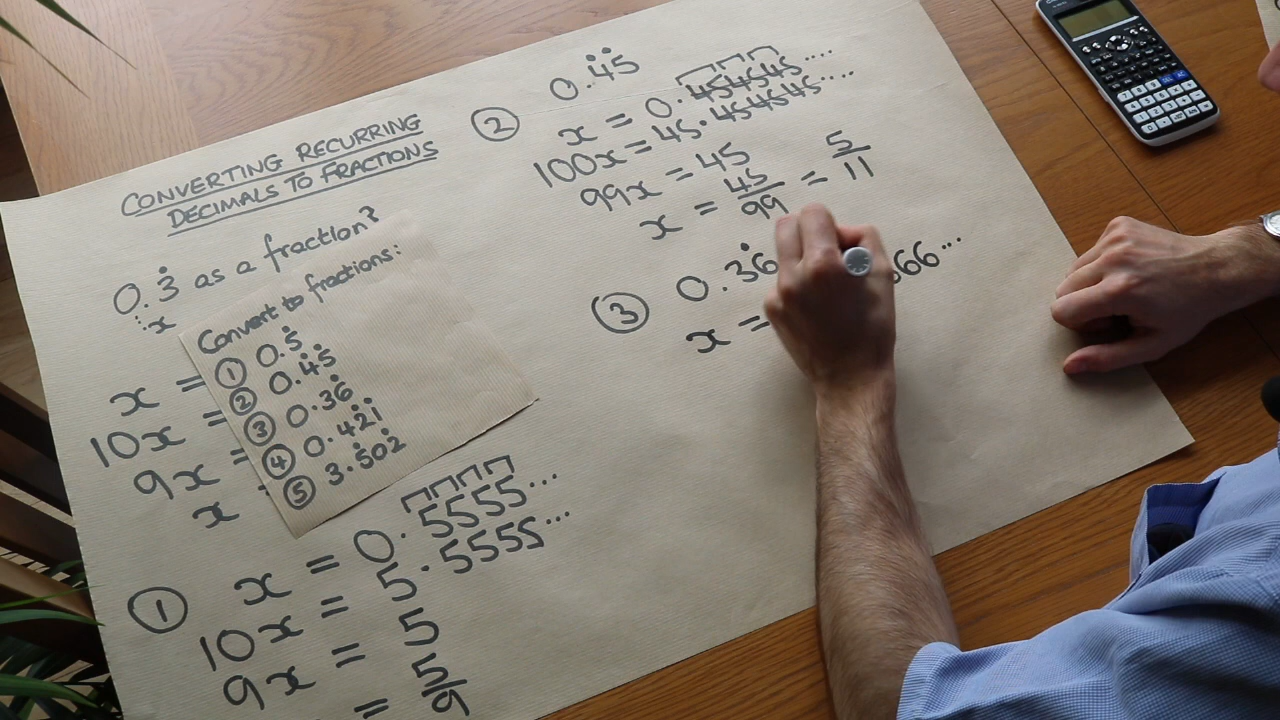 CONVERTING RECURRING
DECIMALS TO FRACTIONS
0.3̇ as a fraction?
x
x =
10x =
9x =
x
Convert to fractions:
① 0.5̇
② 0.4̇5̇
③ 0.36̇
④ 0.42̇1̇
⑤ 3.5̇02̇
①
x = 0.5555...
10x = 5.5555...
9x = 5
= 5/9
② 0.4̇5̇
x = 0.454545....
100x = 45.454545....
99x = 45
x = 45/99 = 5/11
③ 0.36̇ 66...
x =